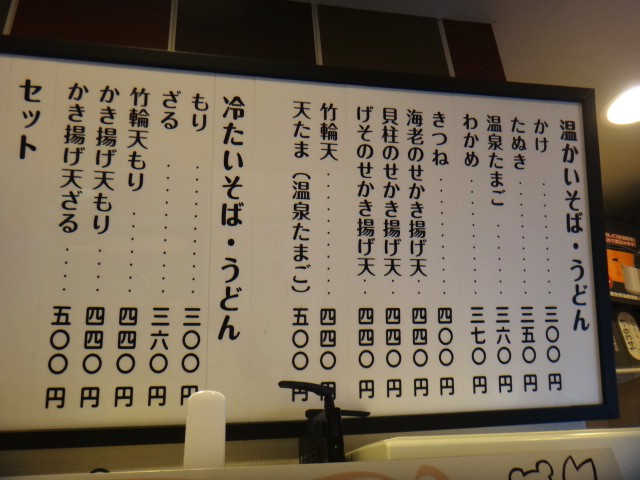 温かいそば・うどん
かけ ............ 三〇〇円
たぬき .......... 三五〇円
温泉たまご ...... 三六〇円
わかめ .......... 三七〇円
きつね .......... 四〇〇円
海老のせかき揚げ天 .. 四四〇円
貝柱のせかき揚げ天 .. 四四〇円
げそのせかき揚げ天 .. 四四〇円
竹輪天 .......... 四四〇円
天たま（温泉たまご） 五〇〇円
冷たいそば・うどん
もり ............ 三〇〇円
ざる ............ 三六〇円
竹輪天もり ...... 四四〇円
かき揚げ天もり .... 四四〇円
かき揚げ天ざる .... 五〇〇円
セット